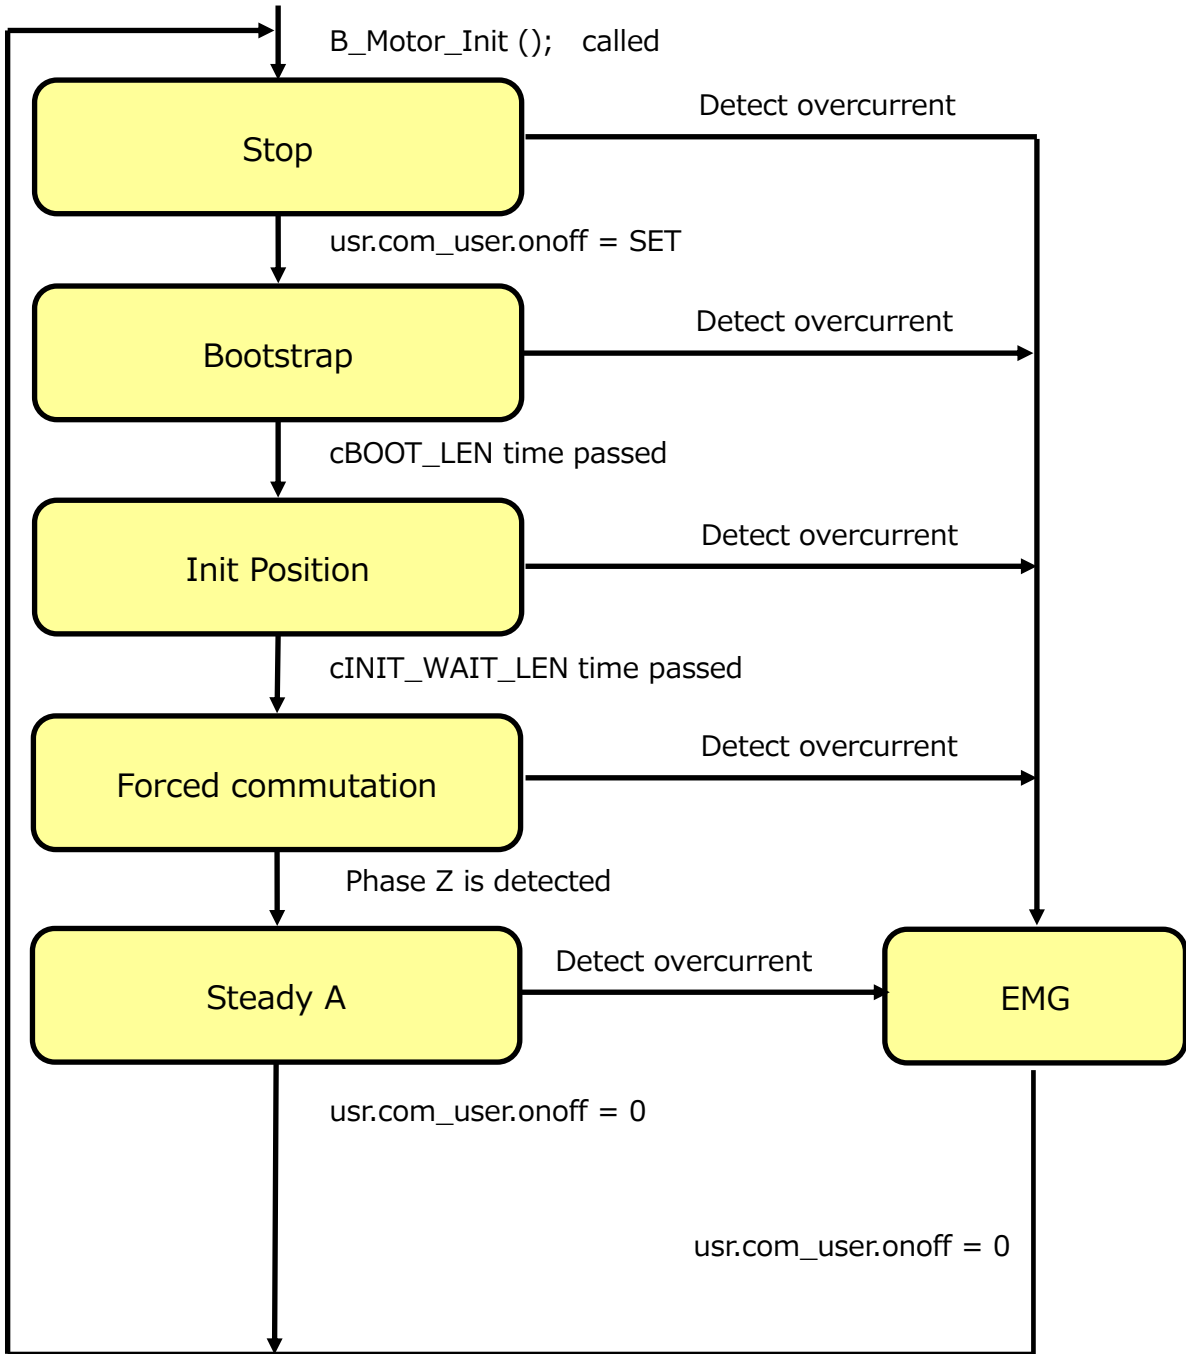 B_Motor_Init (); called
Detect overcurrent
Stop
usr.com_user.onoff = SET
Detect overcurrent
Bootstrap
cBOOT_LEN time passed
Detect overcurrent
Init Position
cINIT_WAIT_LEN time passed
Detect overcurrent
Forced commutation
Phase Z is detected
Detect overcurrent
Steady A
EMG
usr.com_user.onoff = 0
usr.com_user.onoff = 0